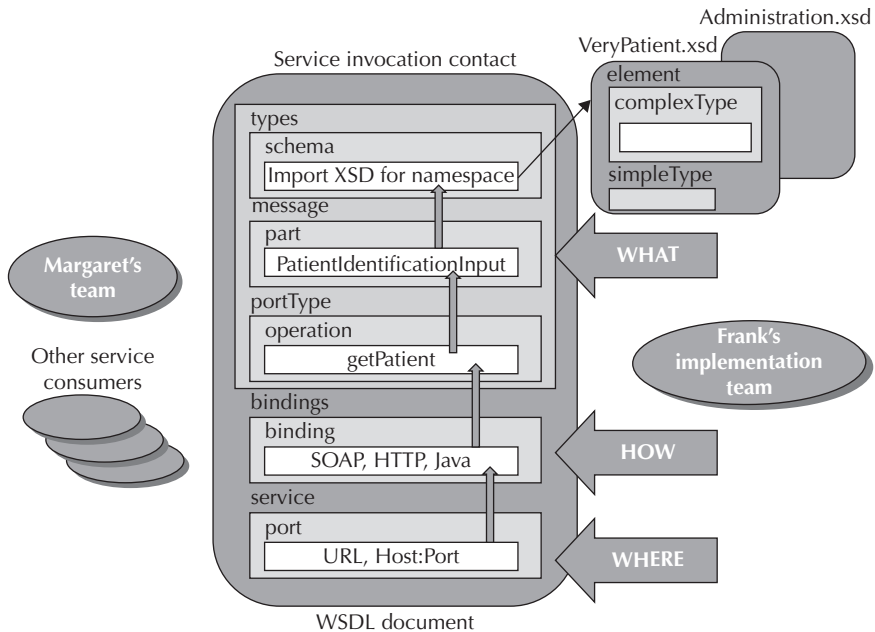 Administration.xsd
VeryPatient.xsd
Service invocation contact
element
complexType
simpleType
types
schema
Import XSD for namespace
message
part
PatientIdentificationInput
WHAT
portType
operation
getPatient
Margaret's
team
Other service
consumers
Frank's
implementation
team
bindings
binding
SOAP, HTTP, Java
HOW
service
port
URL, Host:Port
WHERE
WSDL document